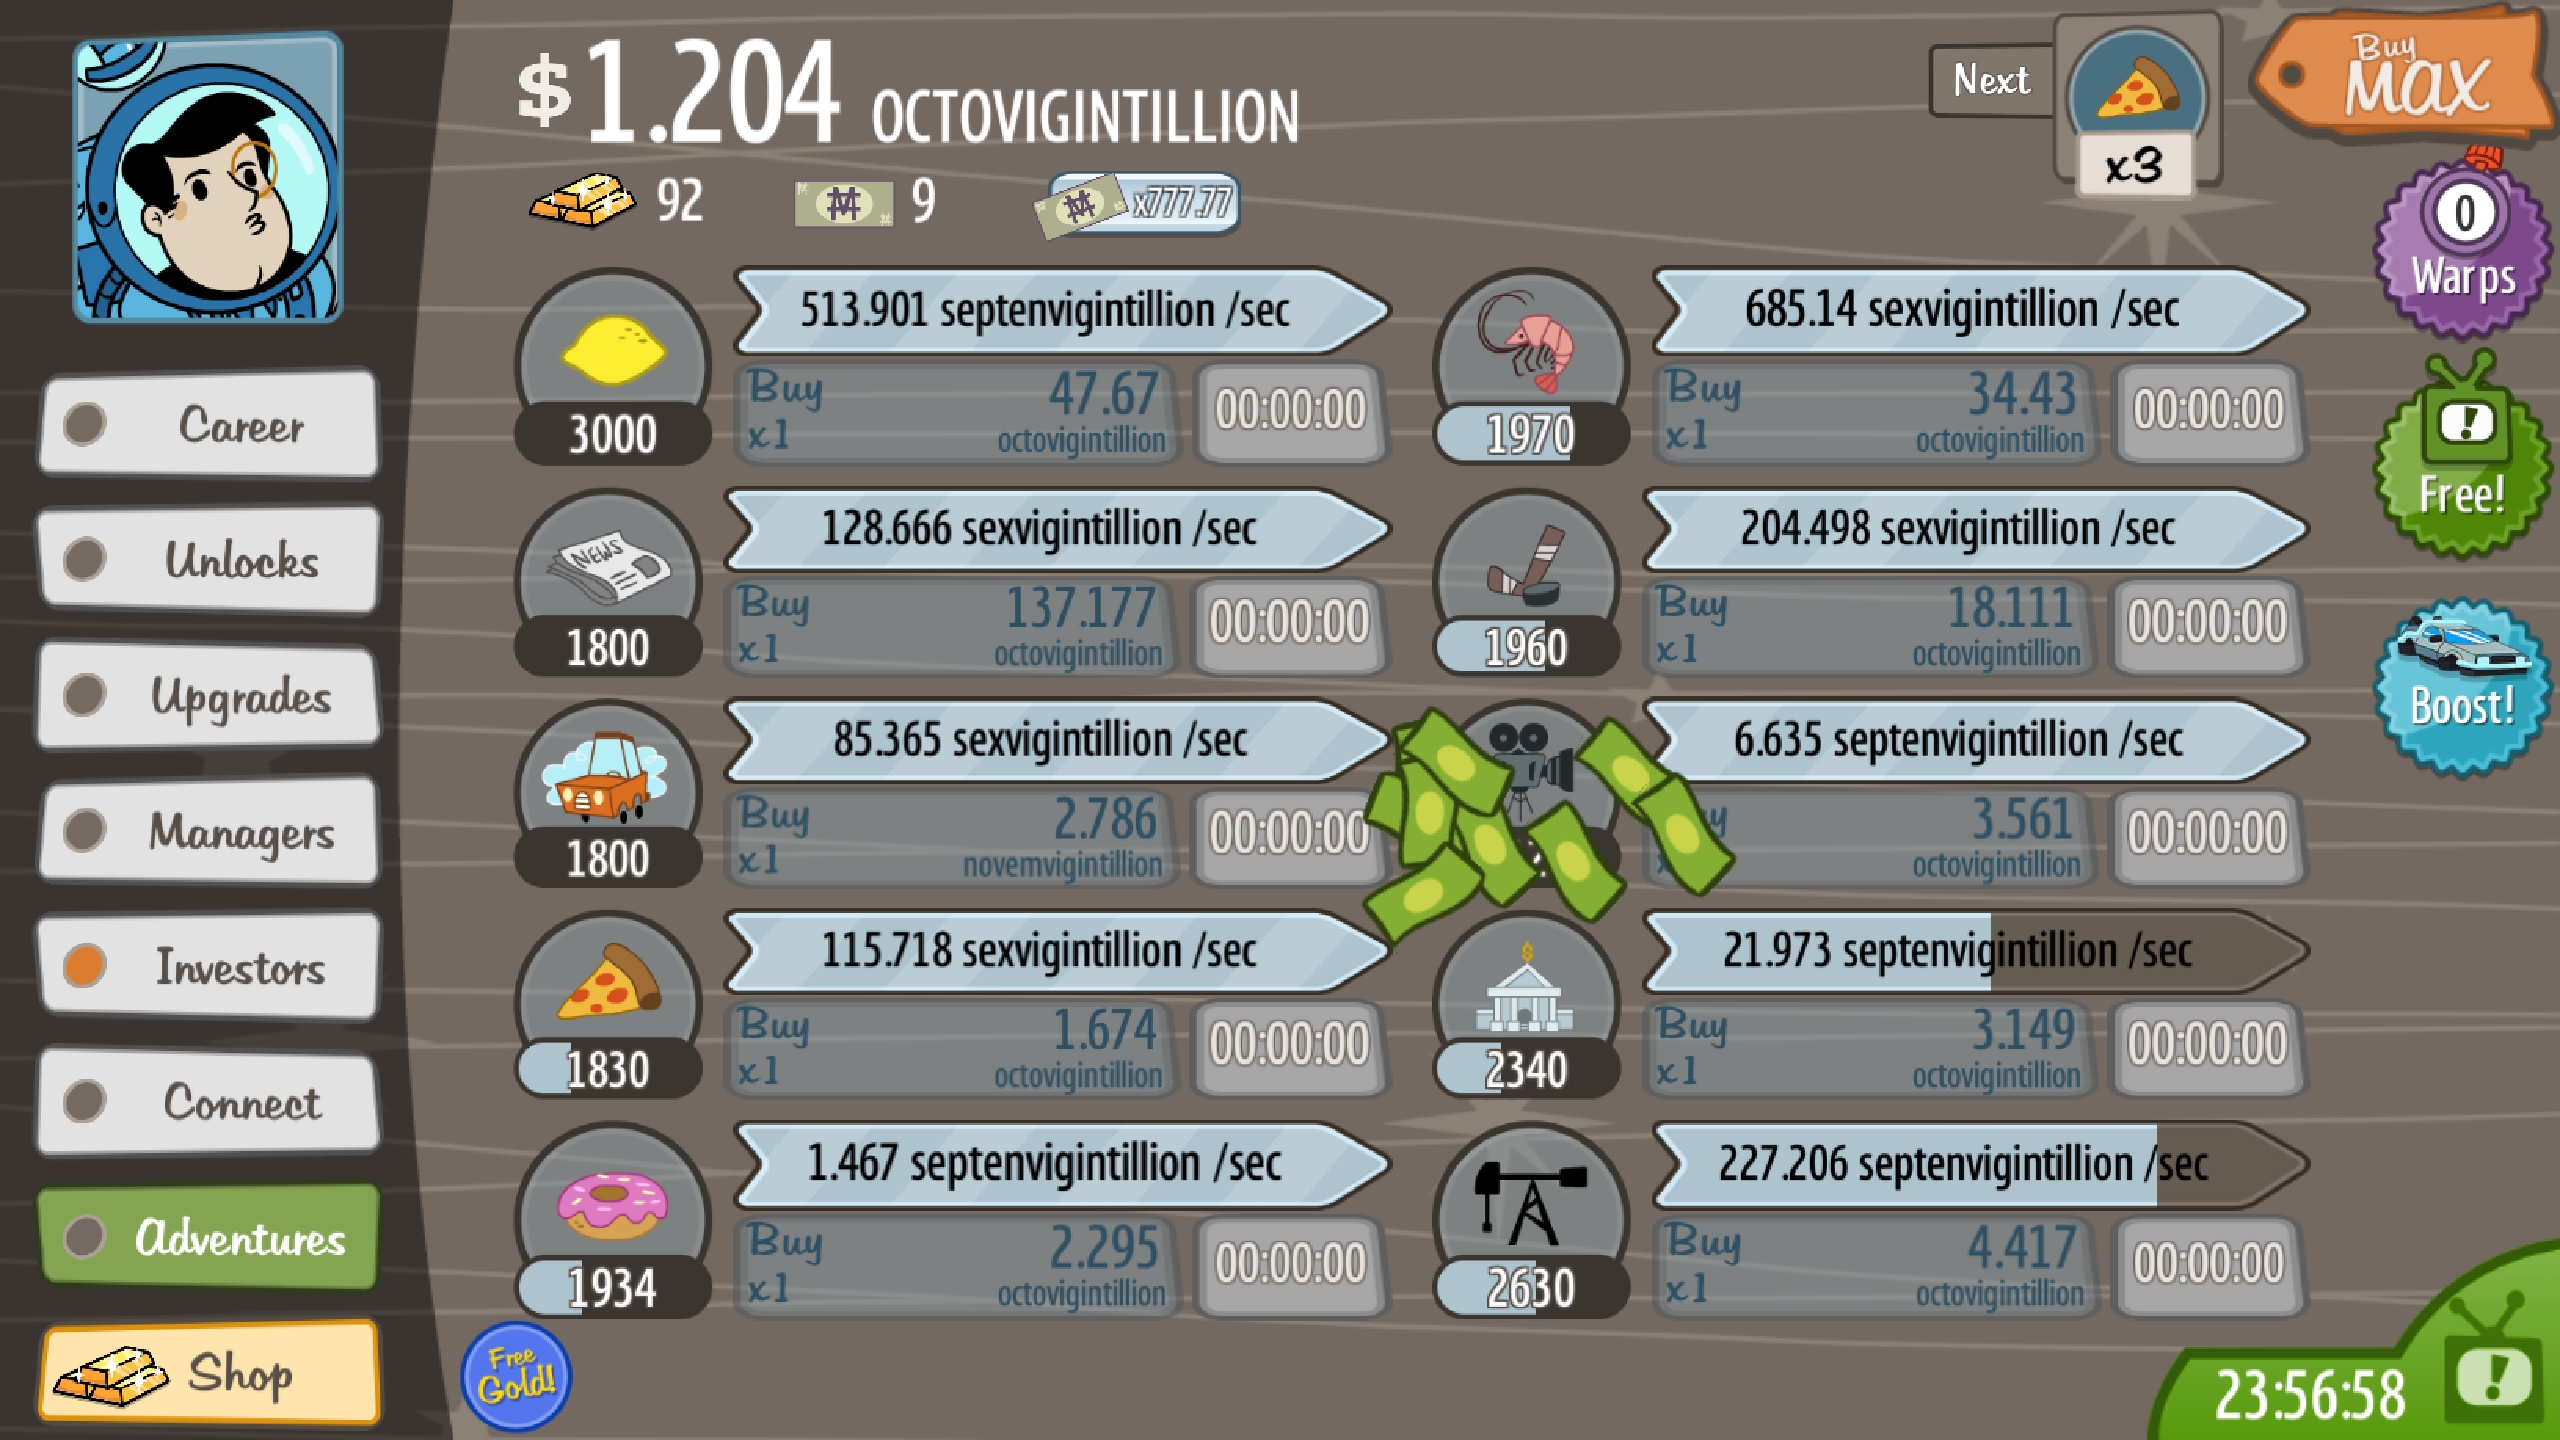 $1.204 OCTOVIGINTILLION
92
9
x777.77
Next
x3
Buy
MAX
0
Warps
!
Free!
Boost!
Career
Unlocks
Upgrades
Managers
Investors
Connect
Adventures
Shop
3000
513.901 septenvigintillion /sec
Buy
x1
47.67
octovigintillion
00:00:00
1970
685.14 sexvigintillion /sec
Buy
x1
34.43
octovigintillion
00:00:00
NEWS
1800
128.666 sexvigintillion /sec
Buy
x1
137.177
octovigintillion
00:00:00
1960
204.498 sexvigintillion /sec
Buy
x1
18.111
octovigintillion
00:00:00
1800
85.365 sexvigintillion /sec
Buy
x1
2.786
novemvigintillion
00:00:00
6.635 septenvigintillion /sec
3.561
octovigintillion
00:00:00
1830
115.718 sexvigintillion /sec
Buy
x1
1.674
octovigintillion
00:00:00
$
2340
21.973 septenvigintillion /sec
Buy
x1
3.149
octovigintillion
00:00:00
1934
1.467 septenvigintillion /sec
Buy
x1
2.295
octovigintillion
00:00:00
2630
227.206 septenvigintillion /sec
Buy
x1
4.417
octovigintillion
00:00:00
Free
Gold!
23:56:58
!